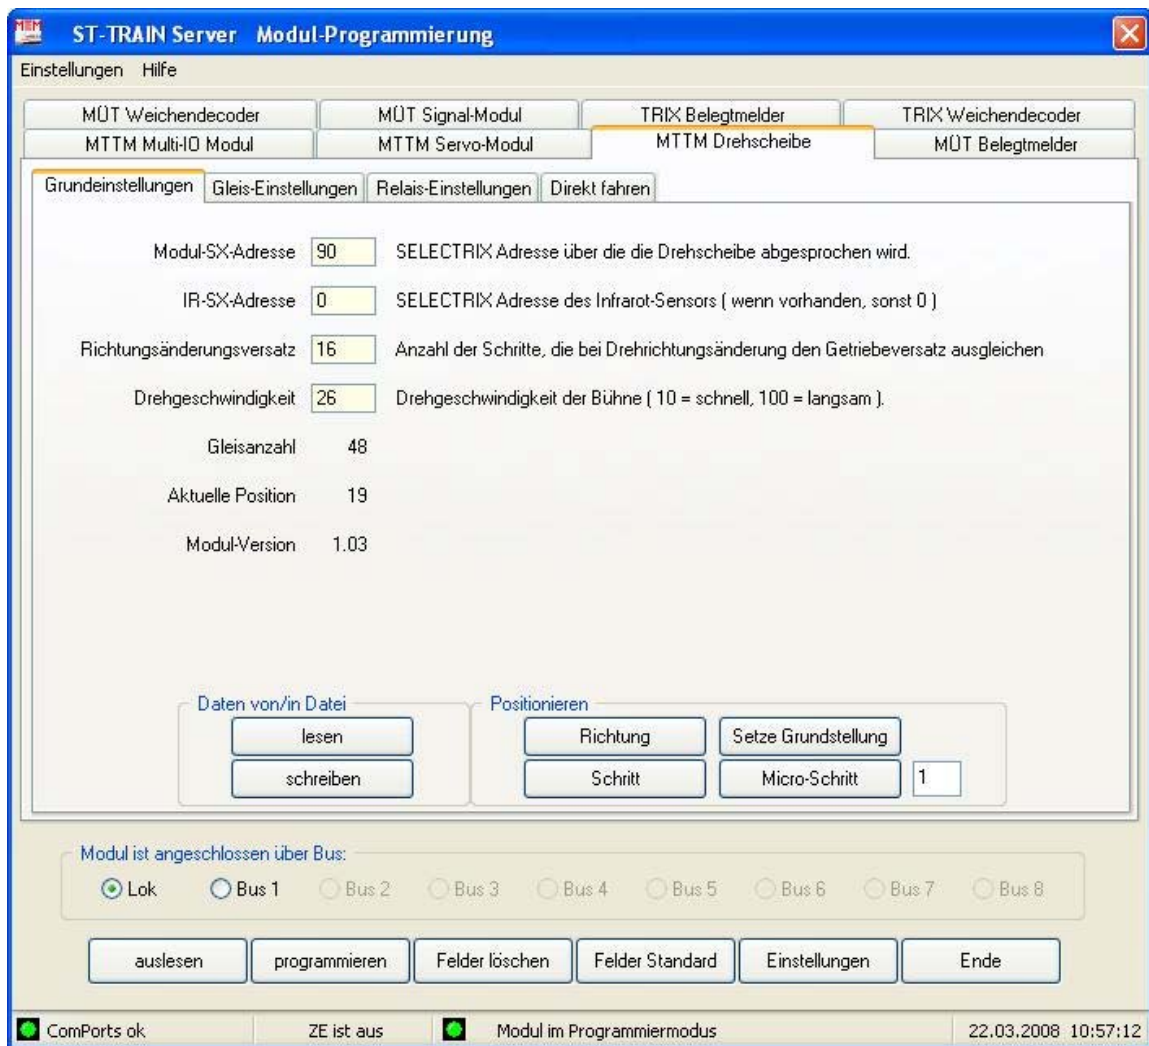 MEM
ST-TRAIN Server Modul-Programmierung
Einstellungen Hilfe
MÜT Weichendecoder MÜT Signal-Modul TRIX Belegtmelder TRIX Weichendecoder
MTTM Multi-IO Modul MTTM Servo-Modul MTTM Drehscheibe MÜT Belegtmelder
Grundeinstellungen Gleis-Einstellungen Relais-Einstellungen Direkt fahren
Modul-SX-Adresse 90 SELECTRIX Adresse über die die Drehscheibe abgesprochen wird.
IR-SX-Adresse 0 SELECTRIX Adresse des Infrarot-Sensors ( wenn vorhanden, sonst 0 )
Richtungsänderungsversatz 16 Anzahl der Schritte, die bei Drehrichtungsänderung den Getriebeversatz ausgleichen
Drehgeschwindigkeit 26 Drehgeschwindigkeit der Bühne ( 10 = schnell, 100 = langsam ).
Gleisanzahl 48
Aktuelle Position 19
Modul-Version 1.03
Daten von/in Datei Positionieren
lesen Richtung Setze Grundstellung
schreiben Schritt Micro-Schritt 1
Modul ist angeschlossen über Bus:
Lok Bus 1 Bus 2 Bus 3 Bus 4 Bus 5 Bus 6 Bus 7 Bus 8
auslesen programmieren Felder löschen Felder Standard Einstellungen Ende
ComPorts ok ZE ist aus Modul im Programmiermodus 22.03.2008 10:57:12